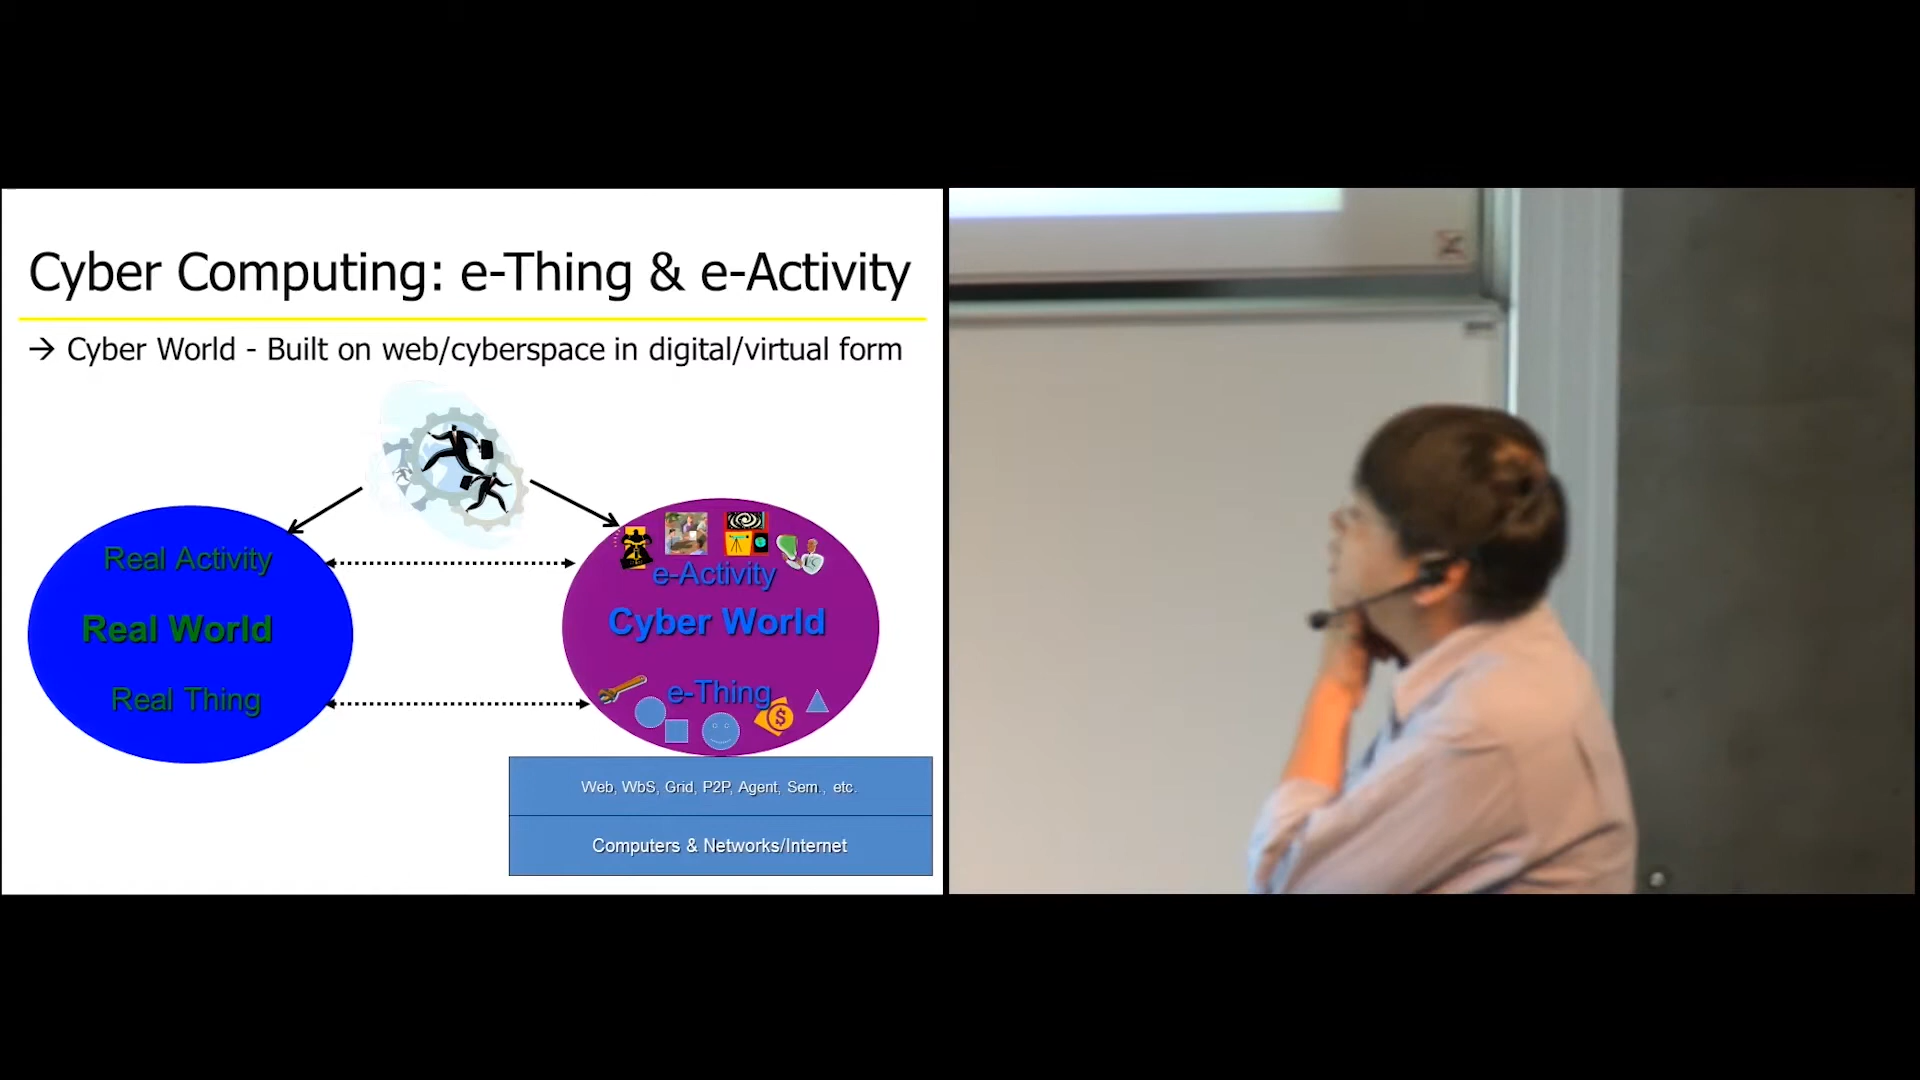 Cyber Computing: e-Thing & e-Activity
→ Cyber World - Built on web/cyberspace in digital/virtual form
Real Activity
Real World
Real Thing
e-Activity
Cyber World
e-Thing
$
Web, WbS, Grid, P2P, Agent, Sem., etc.
Computers & Networks/Internet